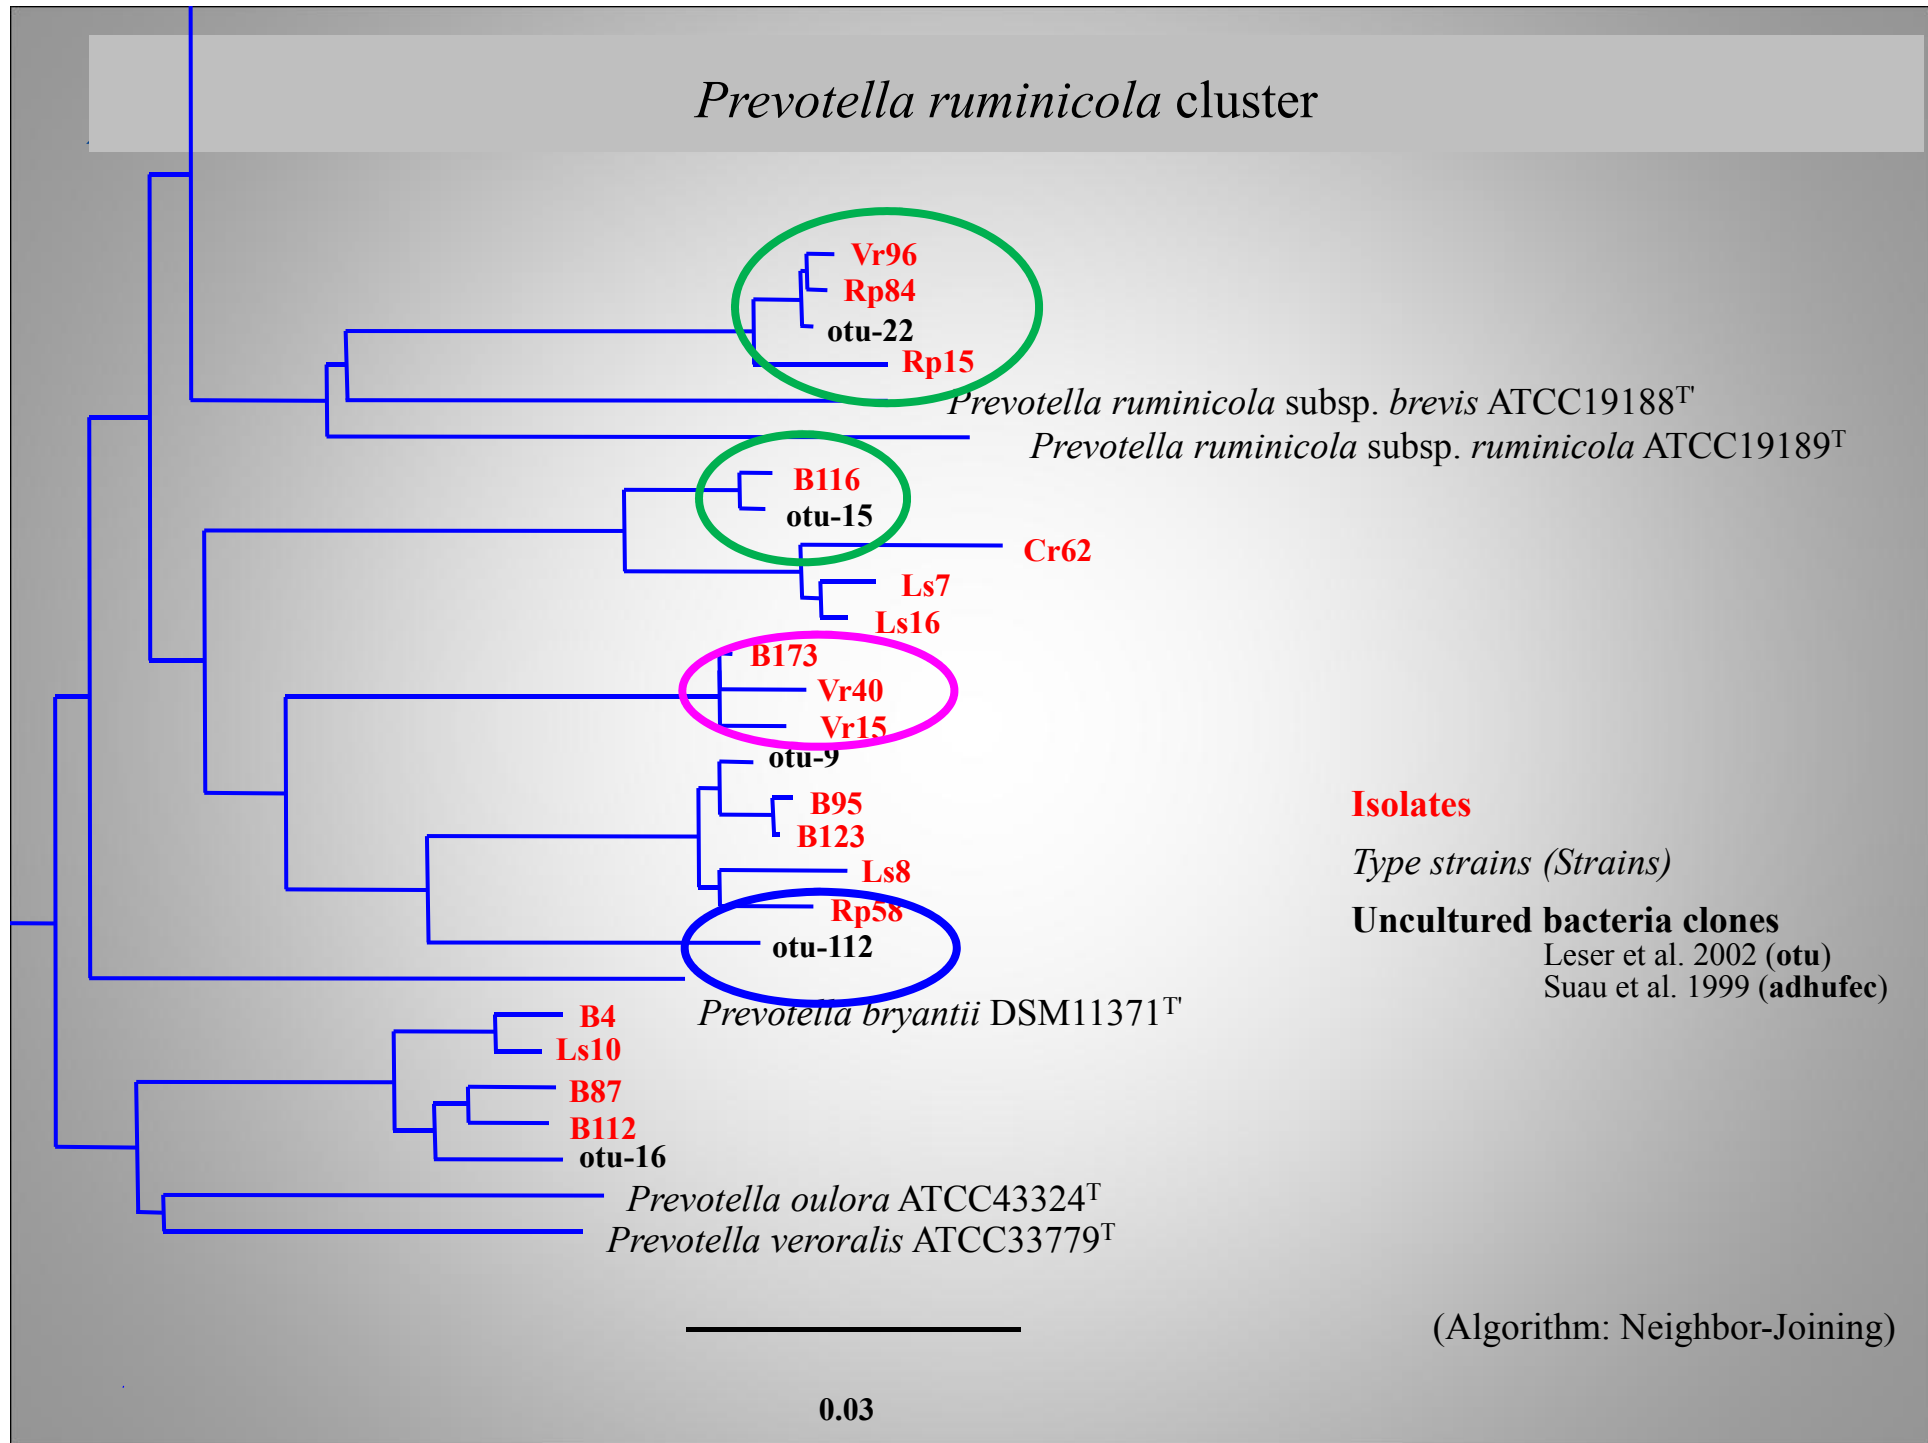 Prevotella ruminicola cluster
Vr96
Rp84
otu-22
Rp15
Prevotella ruminicola subsp. brevis ATCC19188T'
Prevotella ruminicola subsp. ruminicola ATCC19189T
B116
otu-15
Cr62
Ls7
Ls16
B173
Vr40
Vr15
otu-9
B95
B123
Ls8
Rp58
otu-112
Prevotella bryantii DSM11371T'
B4
Ls10
B87
B112
otu-16
Prevotella oulora ATCC43324T
Prevotella veroralis ATCC33779T
Isolates
Type strains (Strains)
Uncultured bacteria clones
Leser et al. 2002 (otu)
Suau et al. 1999 (adhufec)
(Algorithm: Neighbor-Joining)
0.03